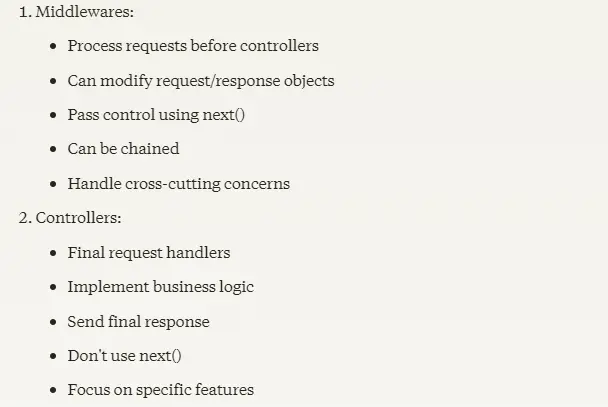 1. Middlewares:
• Process requests before controllers
• Can modify request/response objects
• Pass control using next()
• Can be chained
• Handle cross-cutting concerns
2. Controllers:
• Final request handlers
• Implement business logic
• Send final response
• Don't use next()
• Focus on specific features